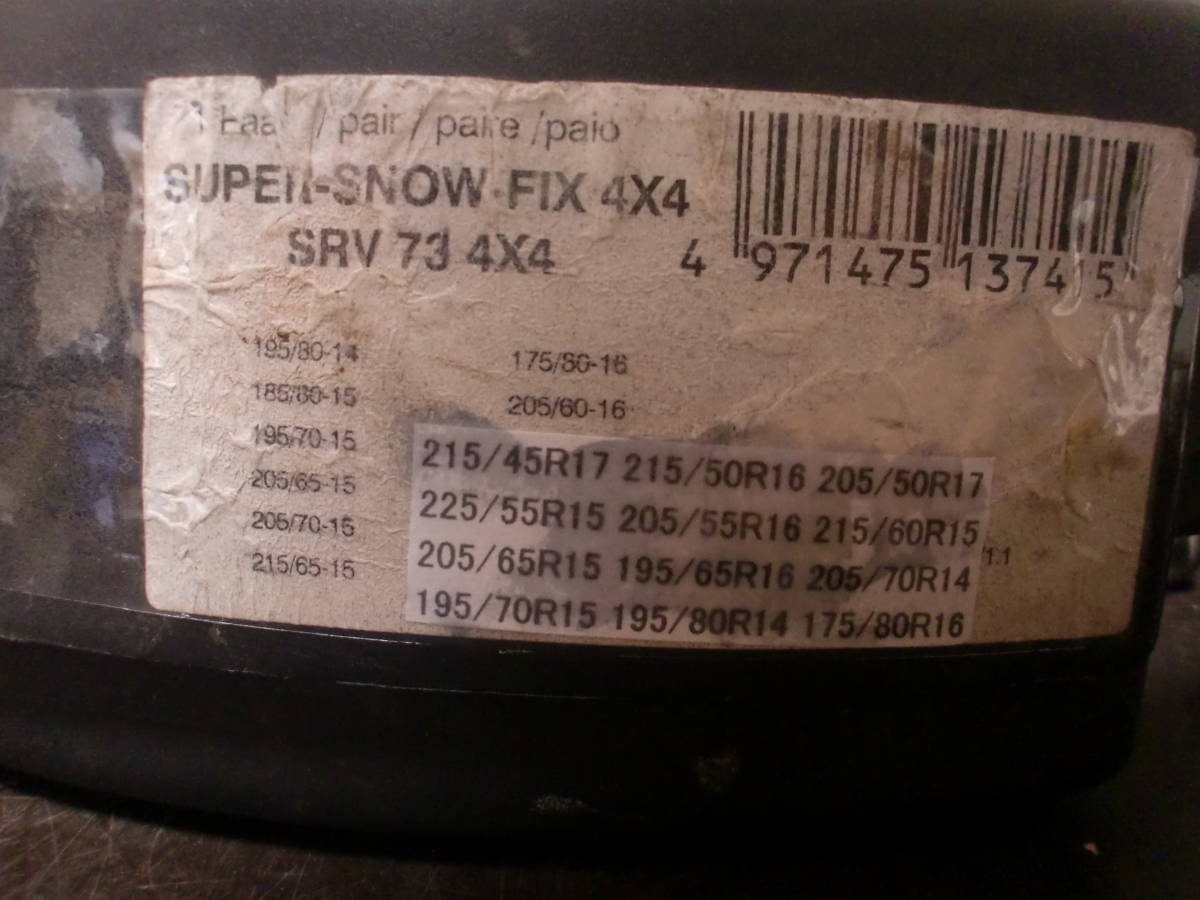 / pair / paire /paio
SUPER-SNOW-FIX 4X4
SRV 73 4X4
4 971475 137415
195/80-14 175/80-16
185/80-15 205/60-16
195/70-15
205/65-15
205/70-15
215/65-15
215/45R17 215/50R16 205/50R17
225/55R15 205/55R16 215/60R15
205/65R15 195/65R16 205/70R14
195/70R15 195/80R14 175/80R16